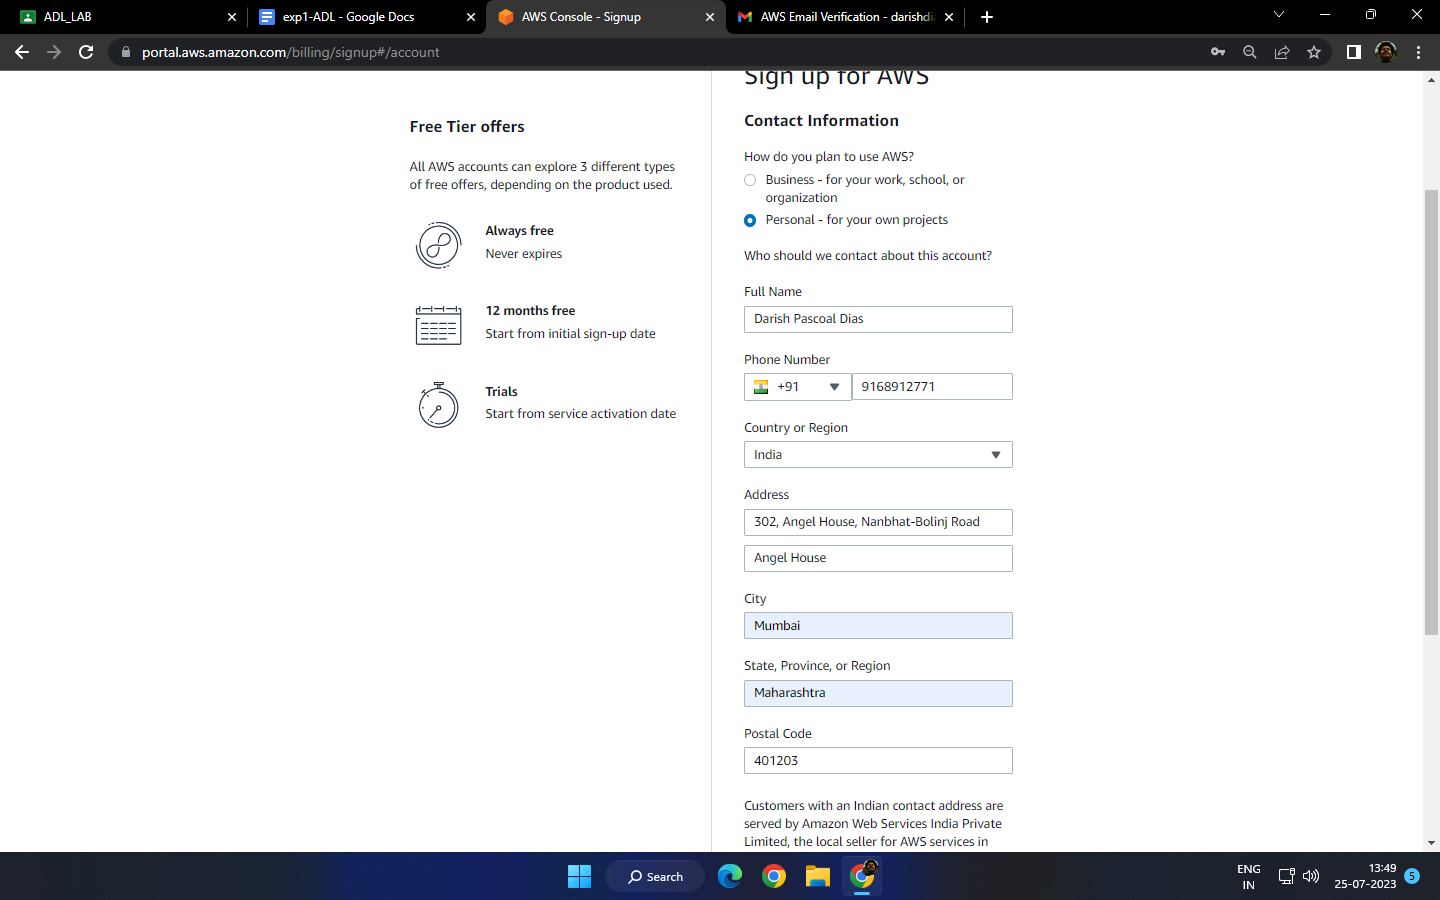 ADL_LAB
exp1-ADL - Google Docs
AWS Console - Signup
AWS Email Verification - darishdi
portal.aws.amazon.com/billing/signup#/account
Sign up for AWS
Free Tier offers
All AWS accounts can explore 3 different types
of free offers, depending on the product used.
Always free
Never expires
12 months free
Start from initial sign-up date
Trials
Start from service activation date
Contact Information
How do you plan to use AWS?
Business - for your work, school, or
organization
Personal - for your own projects
Who should we contact about this account?
Full Name
Darish Pascoal Dias
Phone Number
+91 9168912771
Country or Region
India
Address
302, Angel House, Nanbhat-Bolinj Road
Angel House
City
Mumbai
State, Province, or Region
Maharashtra
Postal Code
401203
Customers with an Indian contact address are
served by Amazon Web Services India Private
Limited, the local seller for AWS services in
Search
ENG
IN
13:49
25-07-2023
5